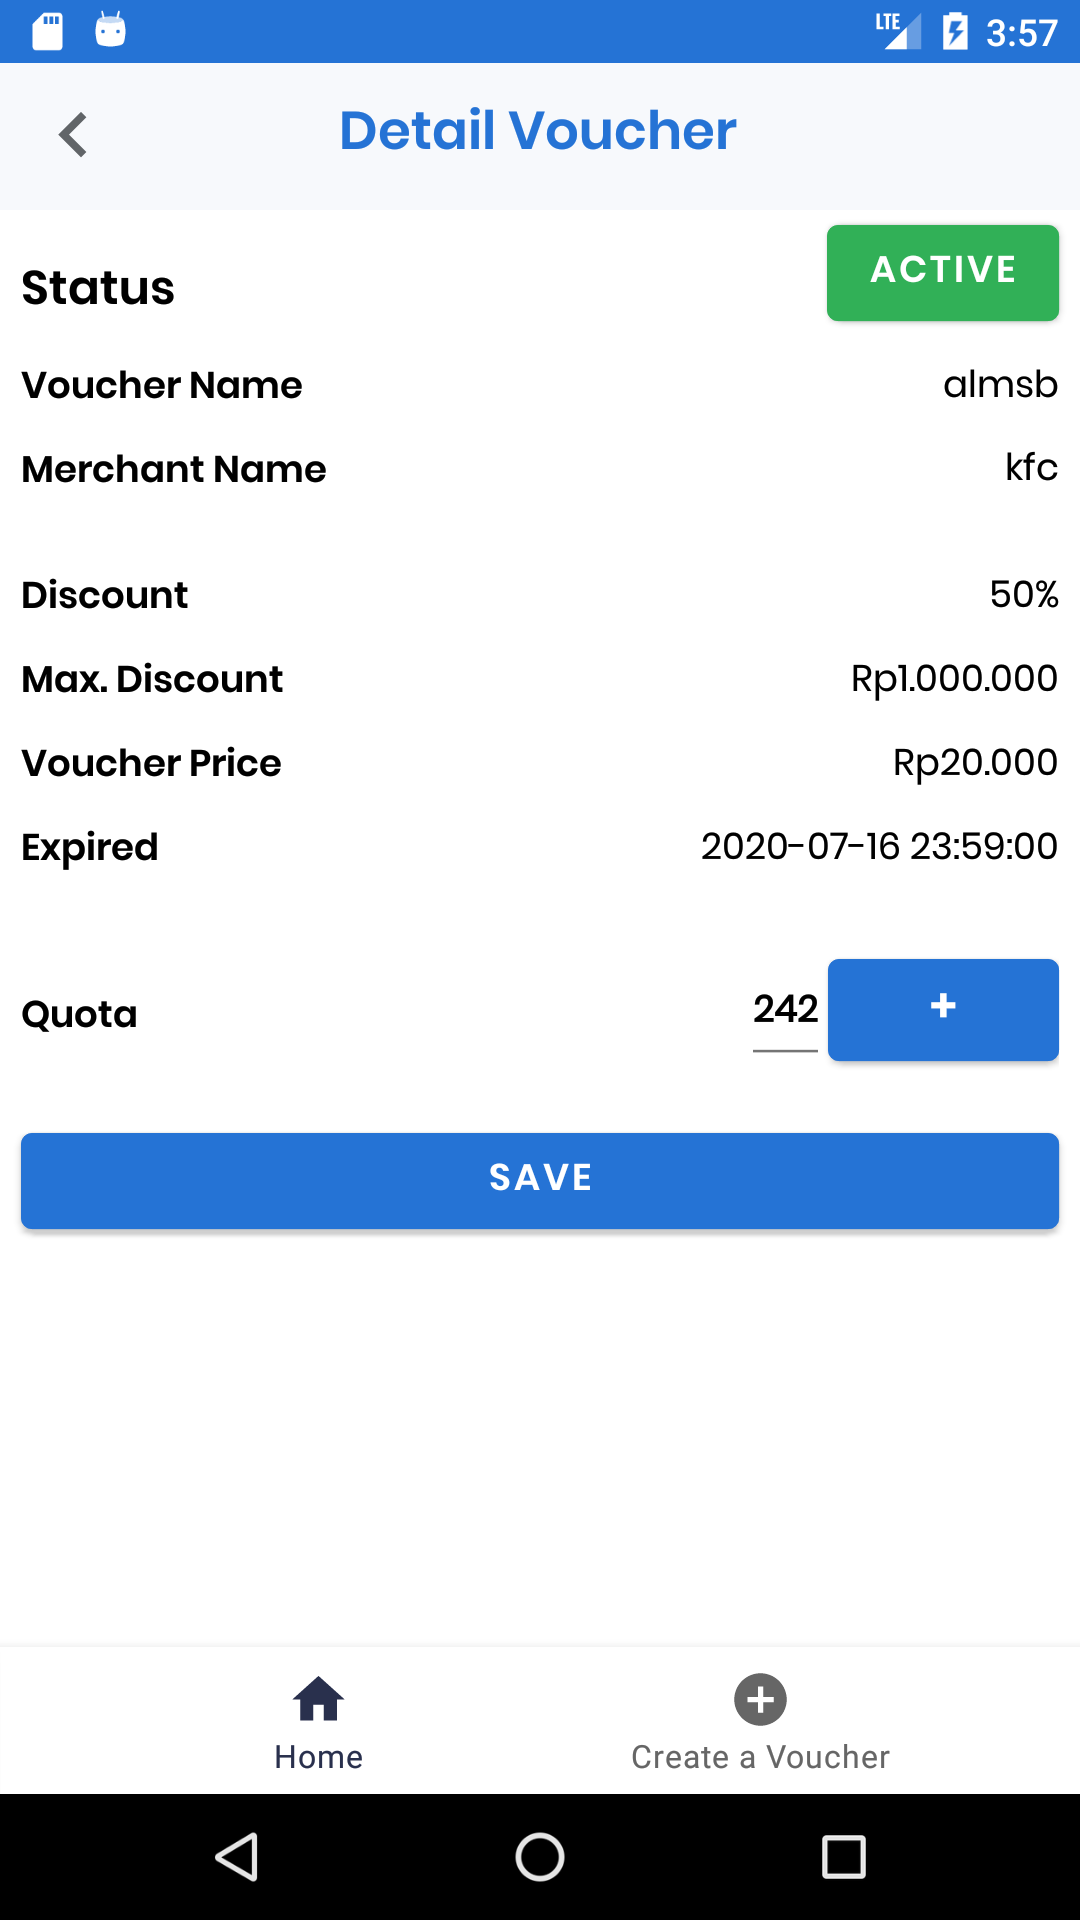 LTE 3:57
Detail Voucher
Status ACTIVE
Voucher Name almsb
Merchant Name kfc
Discount 50%
Max. Discount Rp1.000.000
Voucher Price Rp20.000
Expired 2020-07-16 23:59:00
Quota 242 +
SAVE
Home Create a Voucher